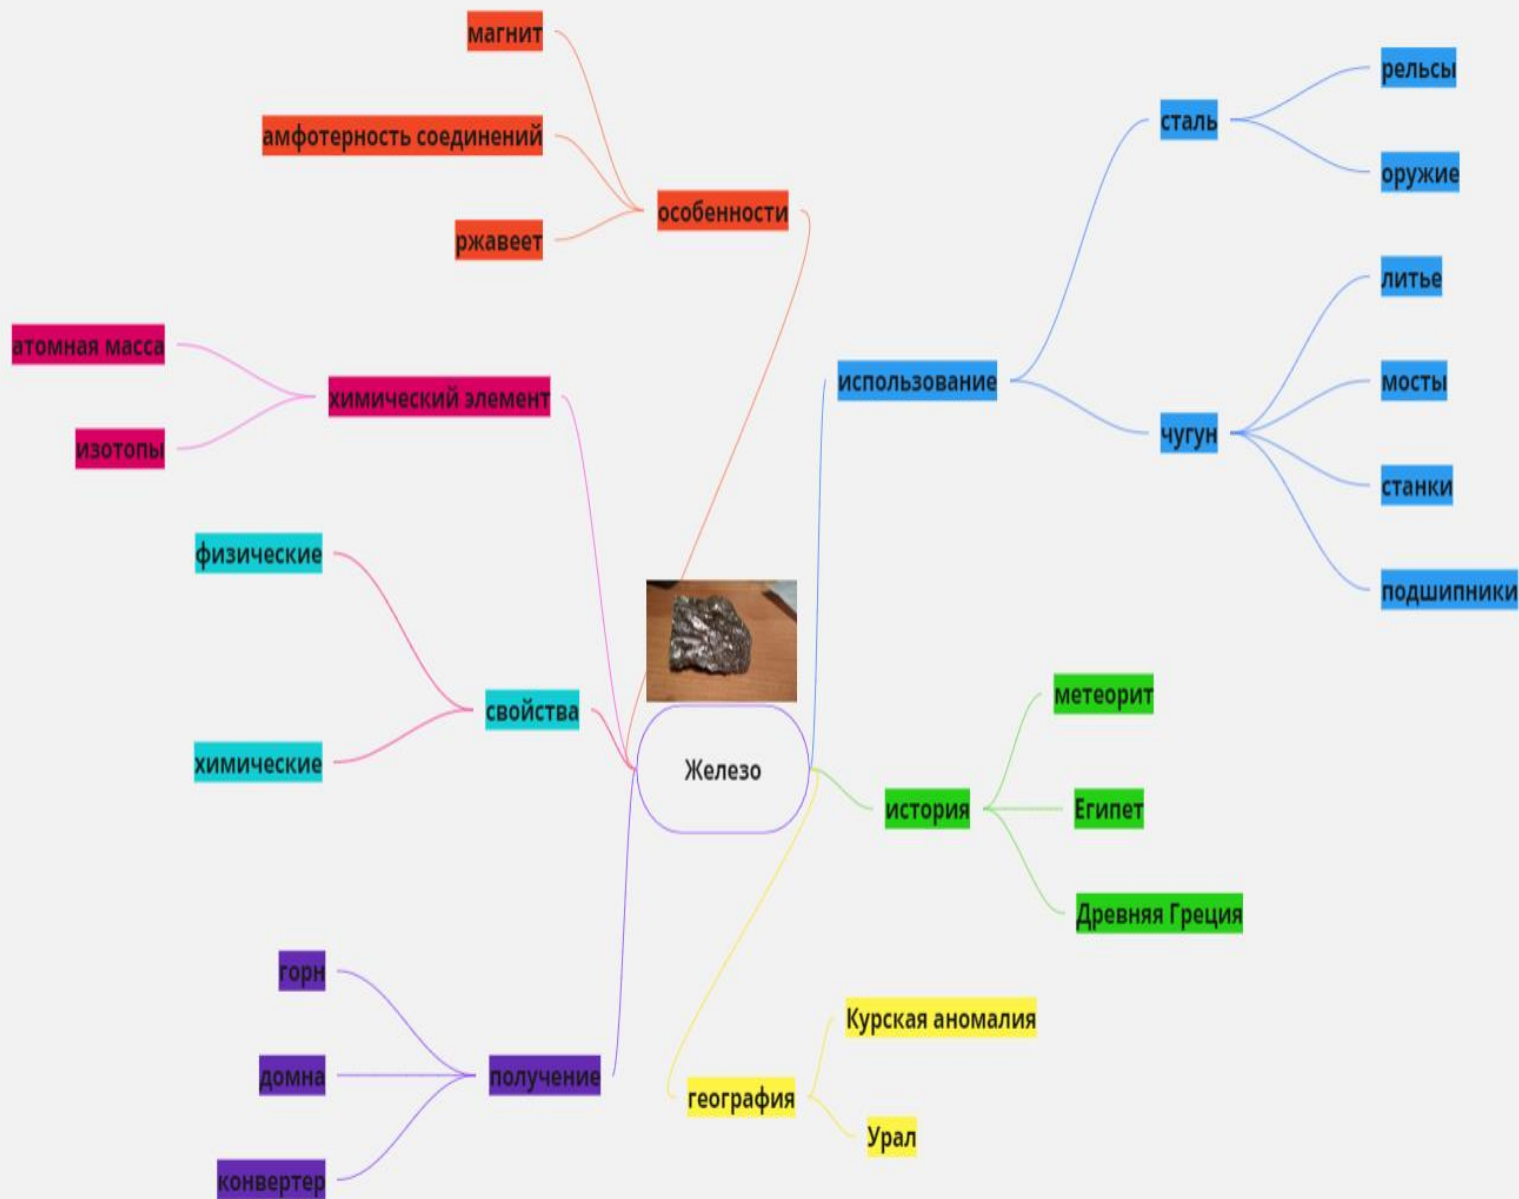 магнит
амфотерность соединений
ржавеет
особенности
атомная масса
изотопы
химический элемент
физические
химические
свойства
горн
домна
конвертер
получение
Железо
использование
сталь
рельсы
оружие
чугун
литье
мосты
станки
подшипники
история
метеорит
Египет
Древняя Греция
география
Курская аномалия
Урал